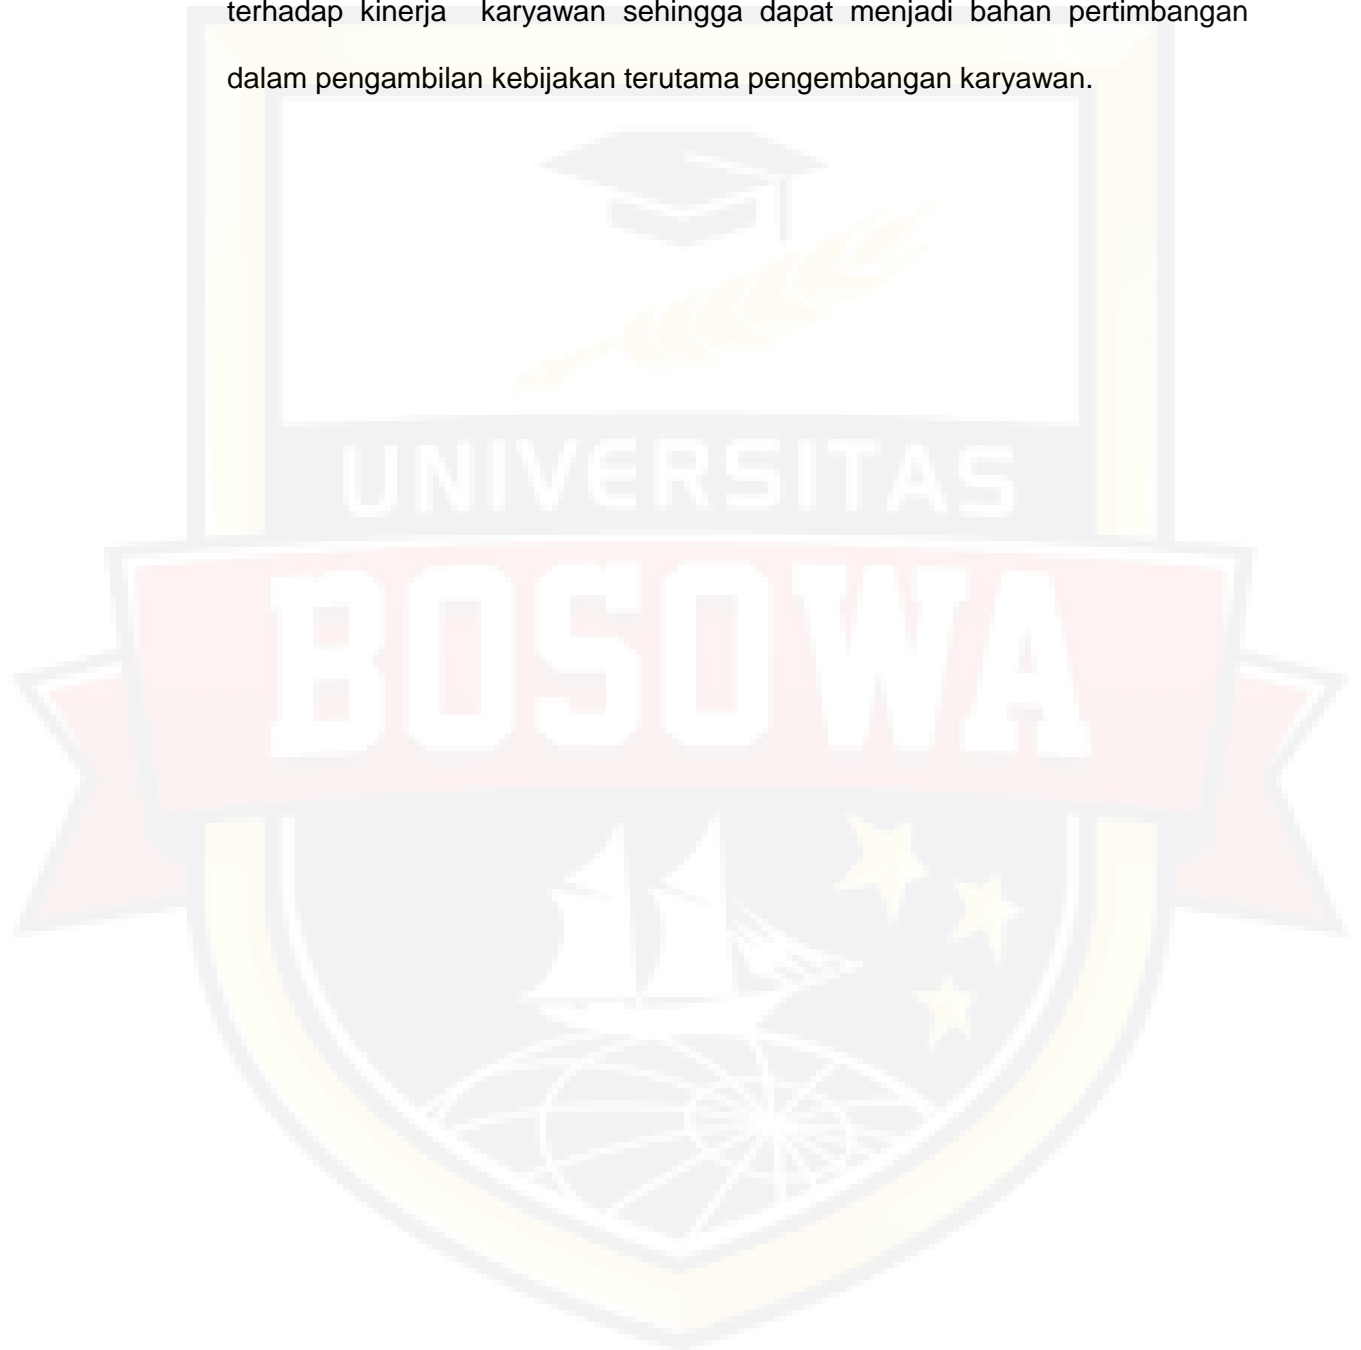 terhadap kinerja karyawan sehingga dapat menjadi bahan pertimbangan
dalam pengambilan kebijakan terutama pengembangan karyawan.
UNIVERSITAS
BOSOWA